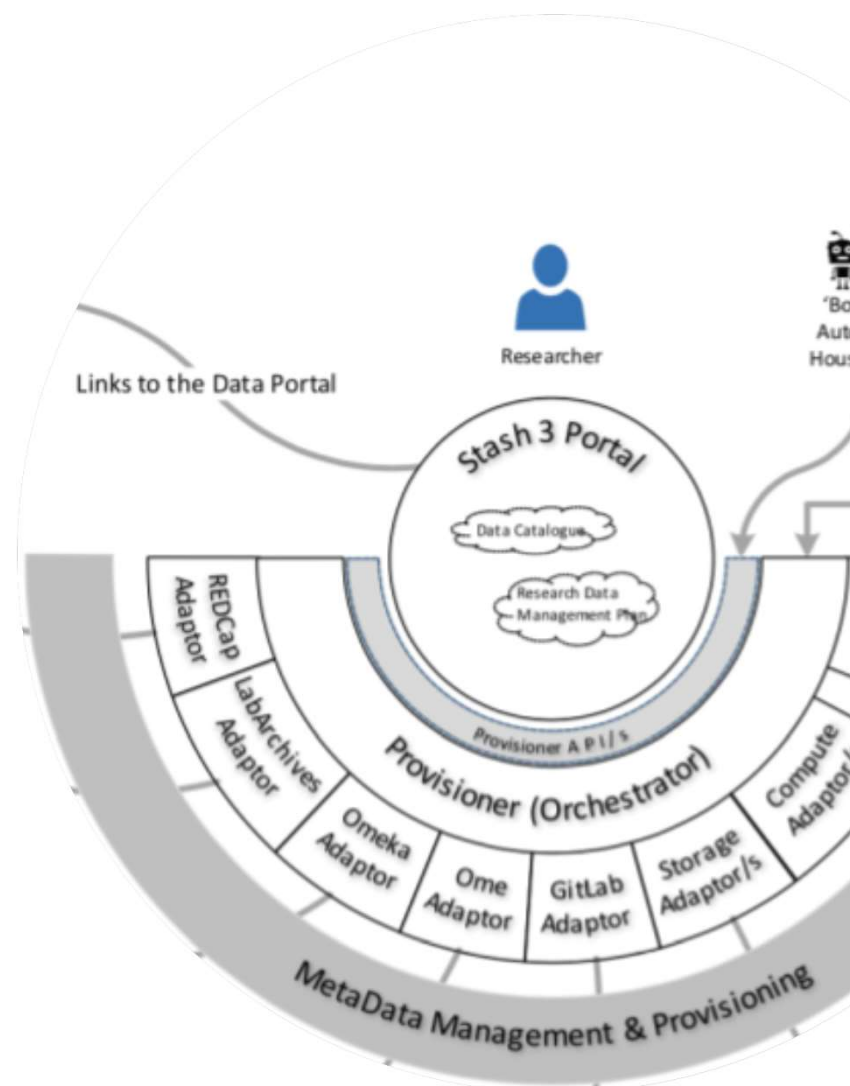 Researcher
Links to the Data Portal
Stash 3 Portal
Data Catalogue
Research Data
Management Plan
REDCap
Adaptor
LabArchives
Adaptor
Omeka
Adaptor
Ome
Adaptor
GitLab
Adaptor
Storage
Adaptor/s
Compute
Provisioner A P I / s
Provisioner (Orchestrator)
MetaData Management & Provisioning